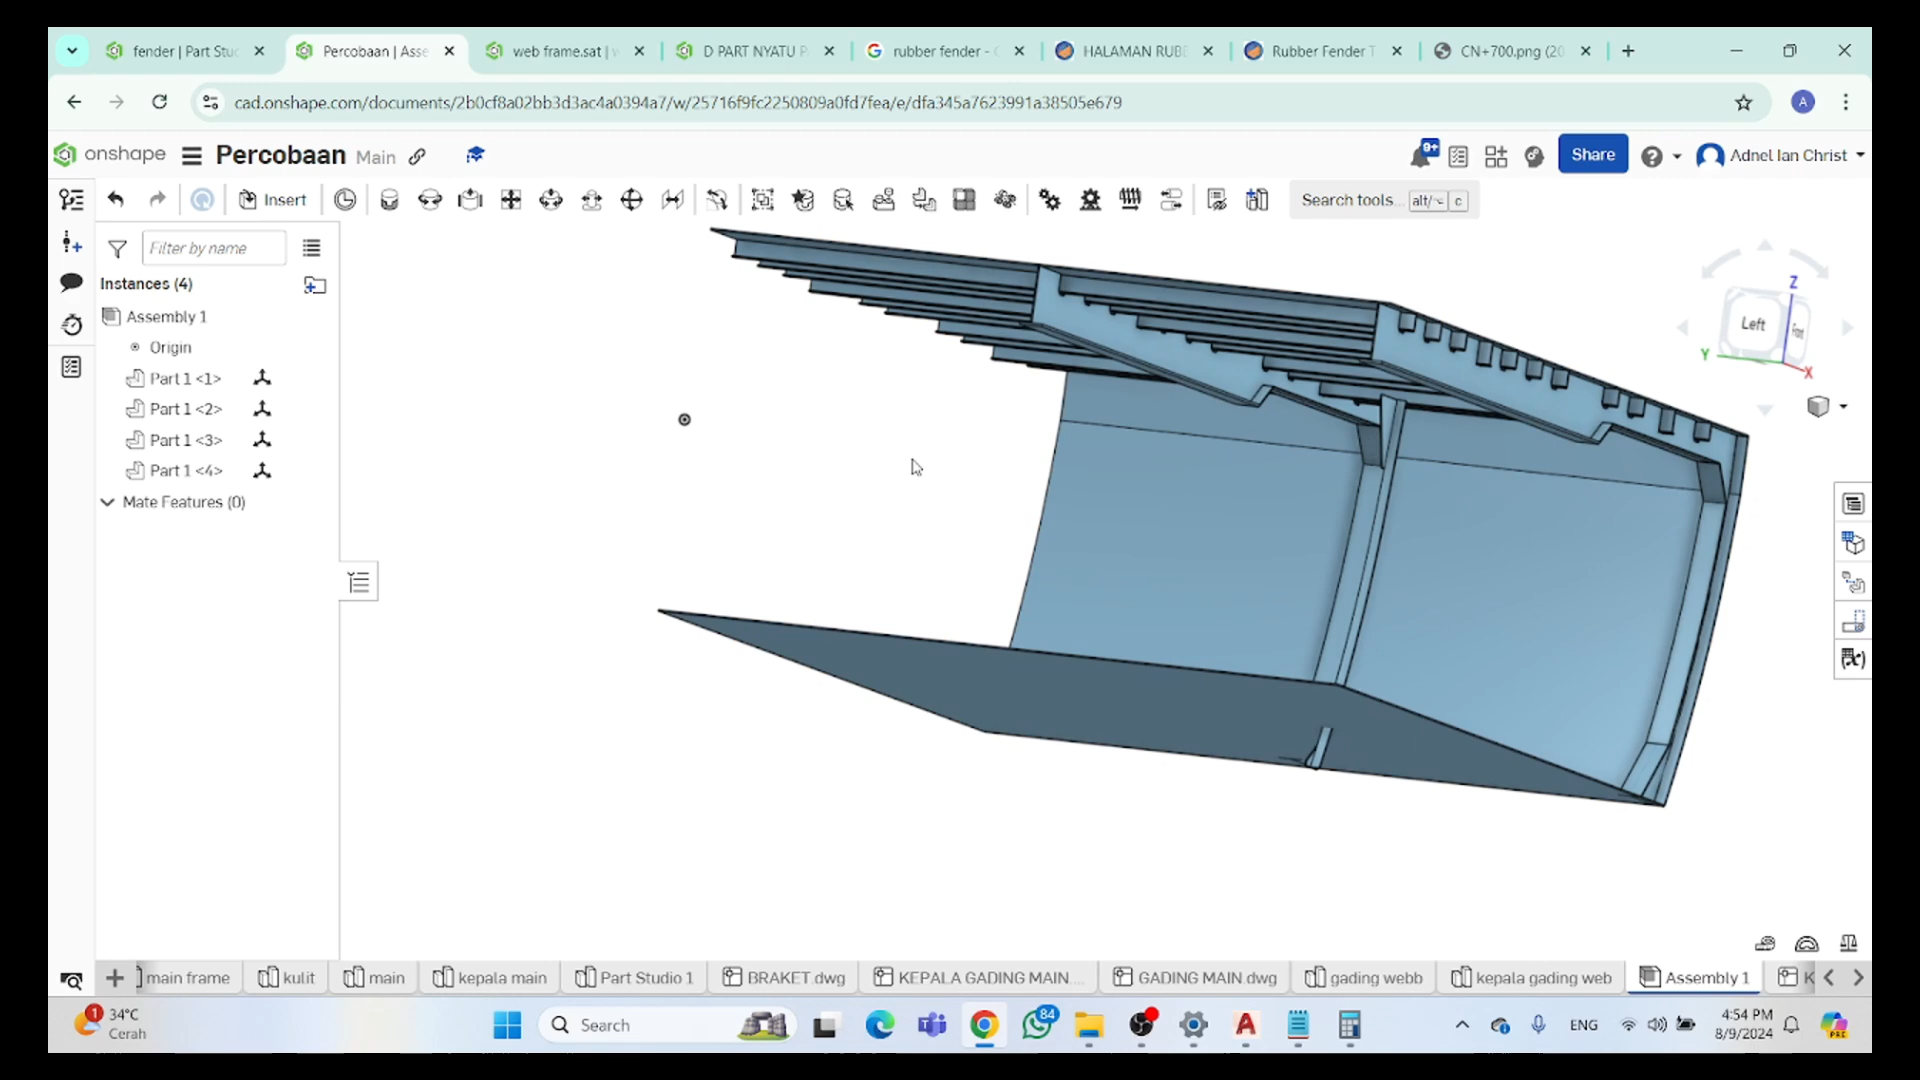 fender | Part Stu
Percobaan | Asse
web frame.sat | w
D PART NYATU P
rubber fender - G
HALAMAN RUBE
Rubber Fender T
CN+700.png (20
cad.onshape.com/documents/2b0cf8a02bb3d3ac4a0394a7/w/25716f9fc2250809a0fd7fea/e/dfa345a7623991a38505e679
A
onshape
Percobaan
Main
9+
Share
Adnel Ian Christ
Insert
Search tools...
alt/⌥
c
Filter by name
Instances (4)
Assembly 1
Origin
Part 1 <1>
Part 1 <2>
Part 1 <3>
Part 1 <4>
Mate Features (0)
Z
Left
Y
X
main frame
kulit
main
kepala main
Part Studio 1
BRAKET dwg
KEPALA GADING MAIN....
GADING MAIN dwg
gading webb
kepala gading web
Assembly 1
K
1
34°C
Cerah
Search
84
ENG
4:54 PM
8/9/2024
PRE